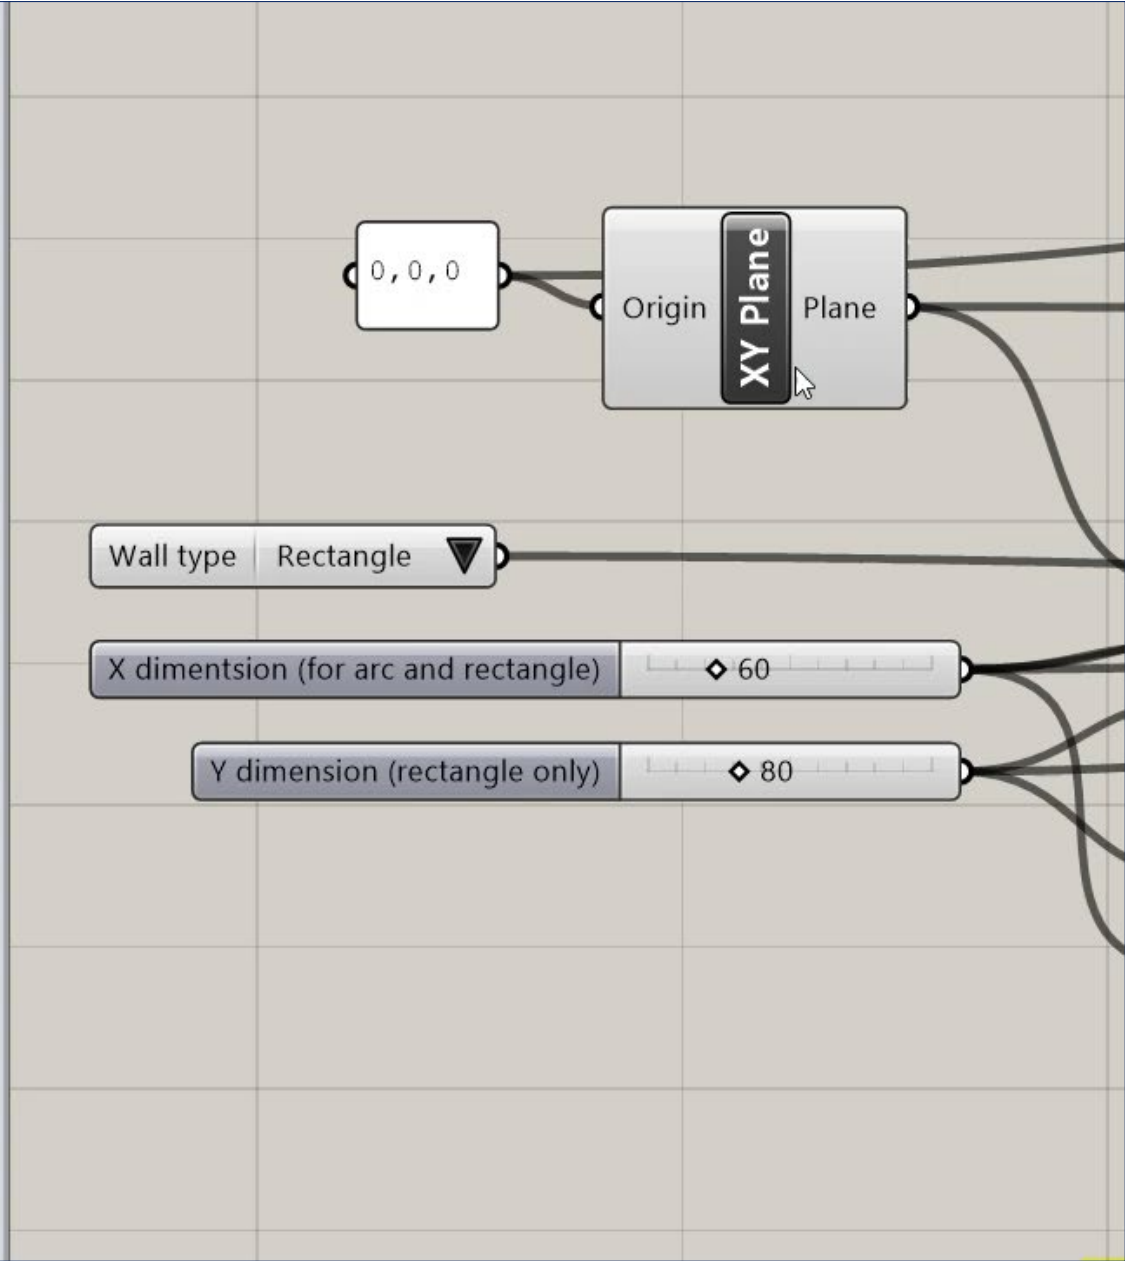 0,0,0
Origin XY Plane Plane
Wall type Rectangle
X dimentsion (for arc and rectangle) 60
Y dimension (rectangle only) 80